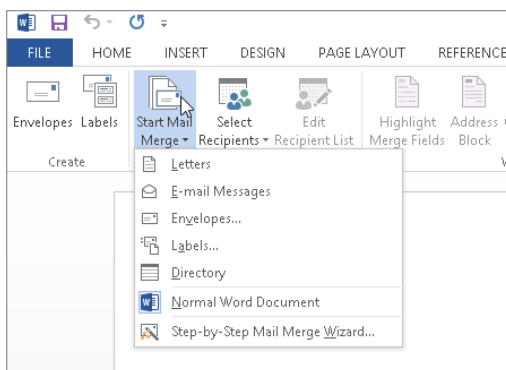 FILE HOME INSERT DESIGN PAGE LAYOUT REFERENCE
Envelopes Labels Start Mail Merge Select Recipients Edit Recipient List Highlight Merge Fields Address Block
Create
Letters
E-mail Messages
Envelopes...
Labels...
Directory
Normal Word Document
Step-by-Step Mail Merge Wizard...